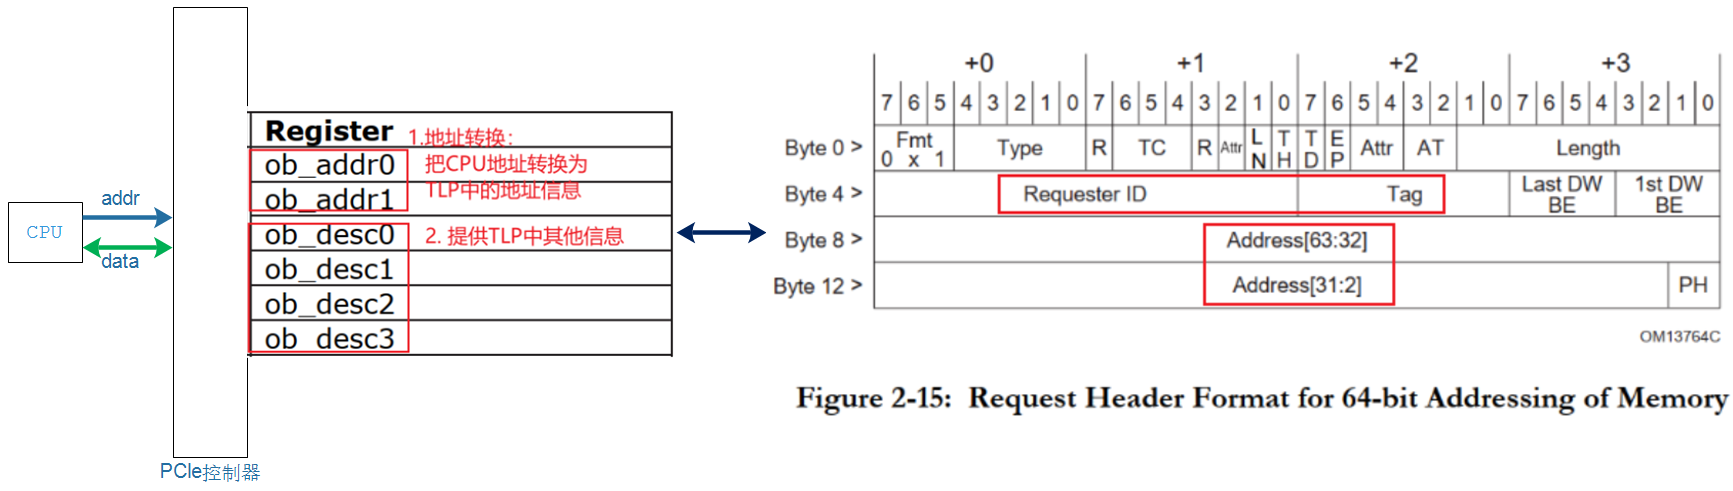 addr
CPU
data
PCIe控制器
Register
1.地址转换:
ob_addr0
把CPU地址转换为
ob_addr1
TLP中的地址信息
ob_desc0
2. 提供TLP中其他信息
ob_desc1
ob_desc2
ob_desc3
+0 +1 +2 +3
7 6 5 4 3 2 1 0 7 6 5 4 3 2 1 0 7 6 5 4 3 2 1 0 7 6 5 4 3 2 1 0
Byte 0 > Fmt 0 x 1 Type R TC R Attr LN TH TD EP Attr AT Length
Byte 4 > Requester ID Tag Last DW BE 1st DW BE
Byte 8 > Address[63:32]
Byte 12 > Address[31:2] PH
OM13764C
Figure 2-15: Request Header Format for 64-bit Addressing of Memory